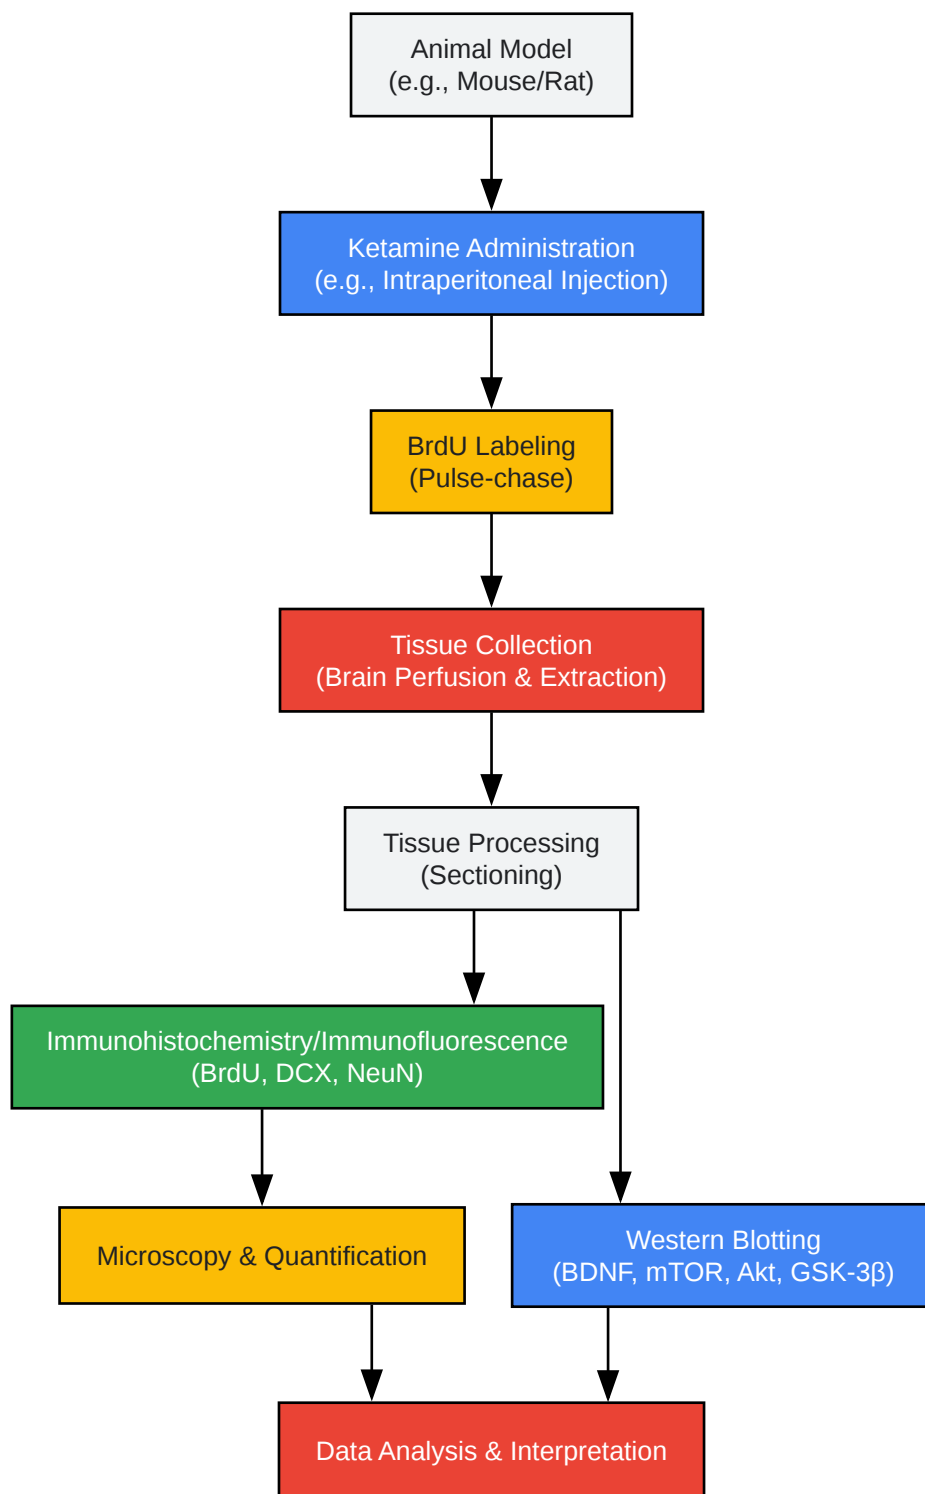 Animal Model
(e.g., Mouse/Rat)
Ketamine Administration
(e.g., Intraperitoneal Injection)
BrdU Labeling
(Pulse-chase)
Tissue Collection
(Brain Perfusion & Extraction)
Tissue Processing
(Sectioning)
Immunohistochemistry/Immunofluorescence
(BrdU, DCX, NeuN)
Microscopy & Quantification
Western Blotting
(BDNF, mTOR, Akt, GSK-3β)
Data Analysis & Interpretation